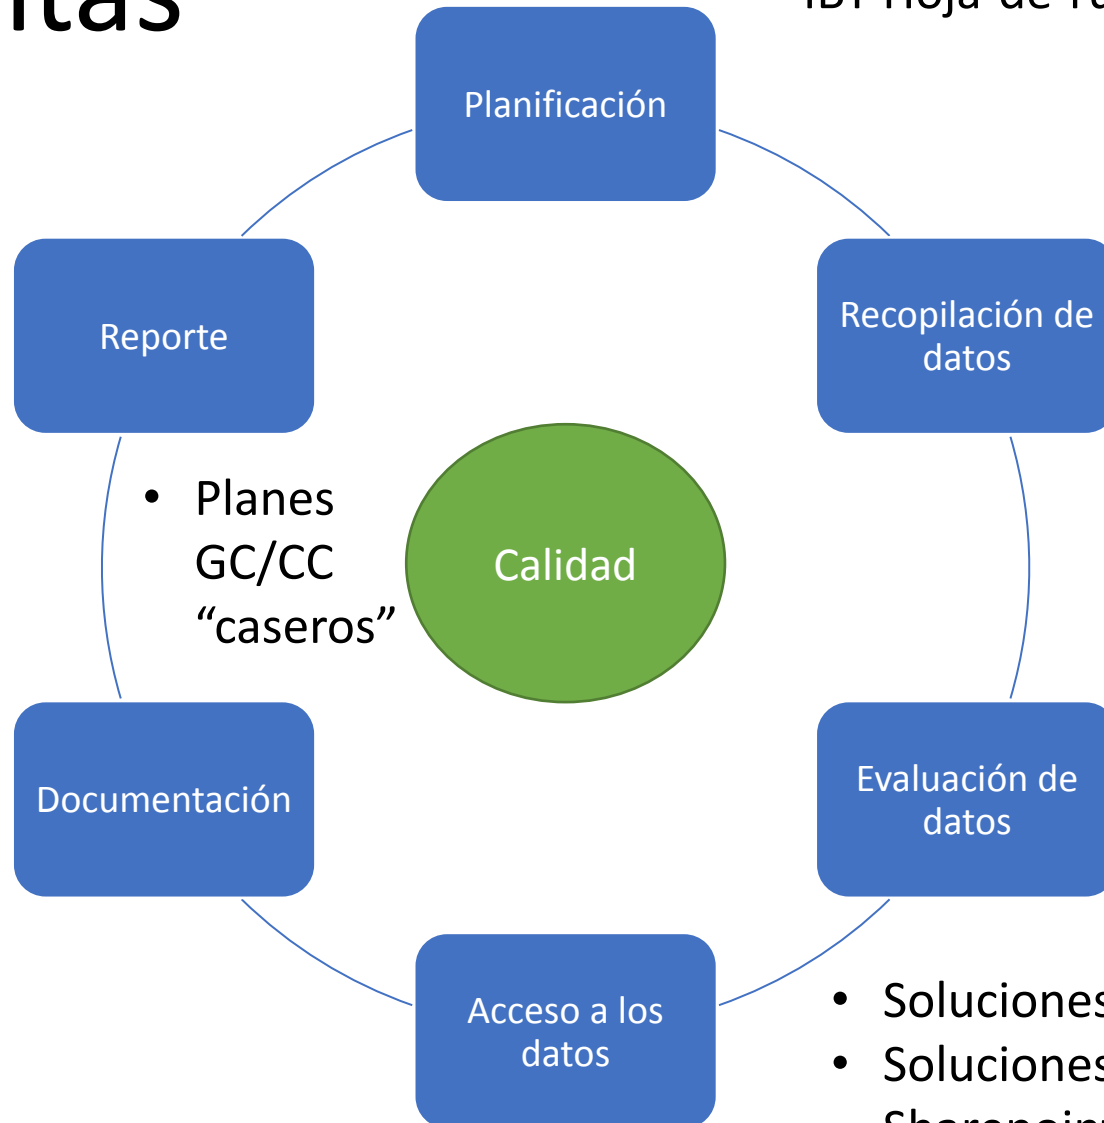 Planificación
Recopilación de
datos
Reporte
• Planes
GC/CC
“caseros”
Calidad
Evaluación de
datos
Documentación
Acceso a los
datos
• Soluciones
• Soluciones